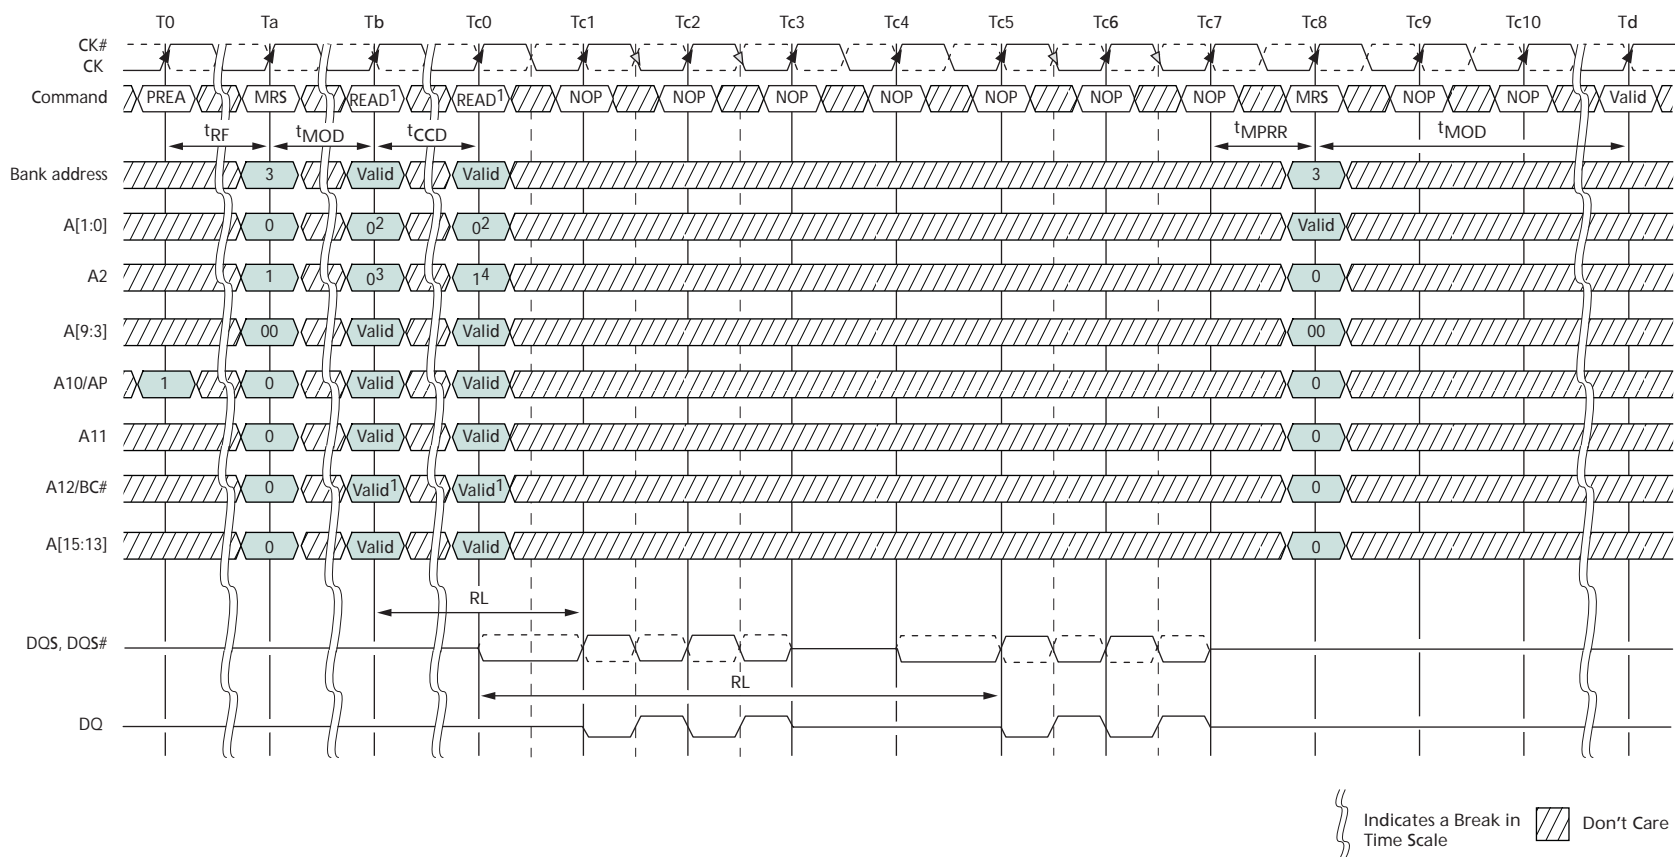 T0 Ta Tb Tc0 Tc1 Tc2 Tc3 Tc4 Tc5 Tc6 Tc7 Tc8 Tc9 Tc10 Td
CK#
CK
Command PREA MRS READ1 READ1 NOP NOP NOP NOP NOP NOP NOP MRS NOP NOP Valid
tRF tMOD tCCD tMPRR tMOD
Bank address 3 Valid Valid 3
A[1:0] 0 02 02 Valid
A2 1 03 14 0
A[9:3] 00 Valid Valid 00
A10/AP 1 0 Valid Valid 0
A11 0 Valid Valid 0
A12/BC# 0 Valid1 Valid1 0
A[15:13] 0 Valid Valid 0
RL
DQS, DQS#
RL
DQ
Indicates a Break in
Time Scale
Don't Care